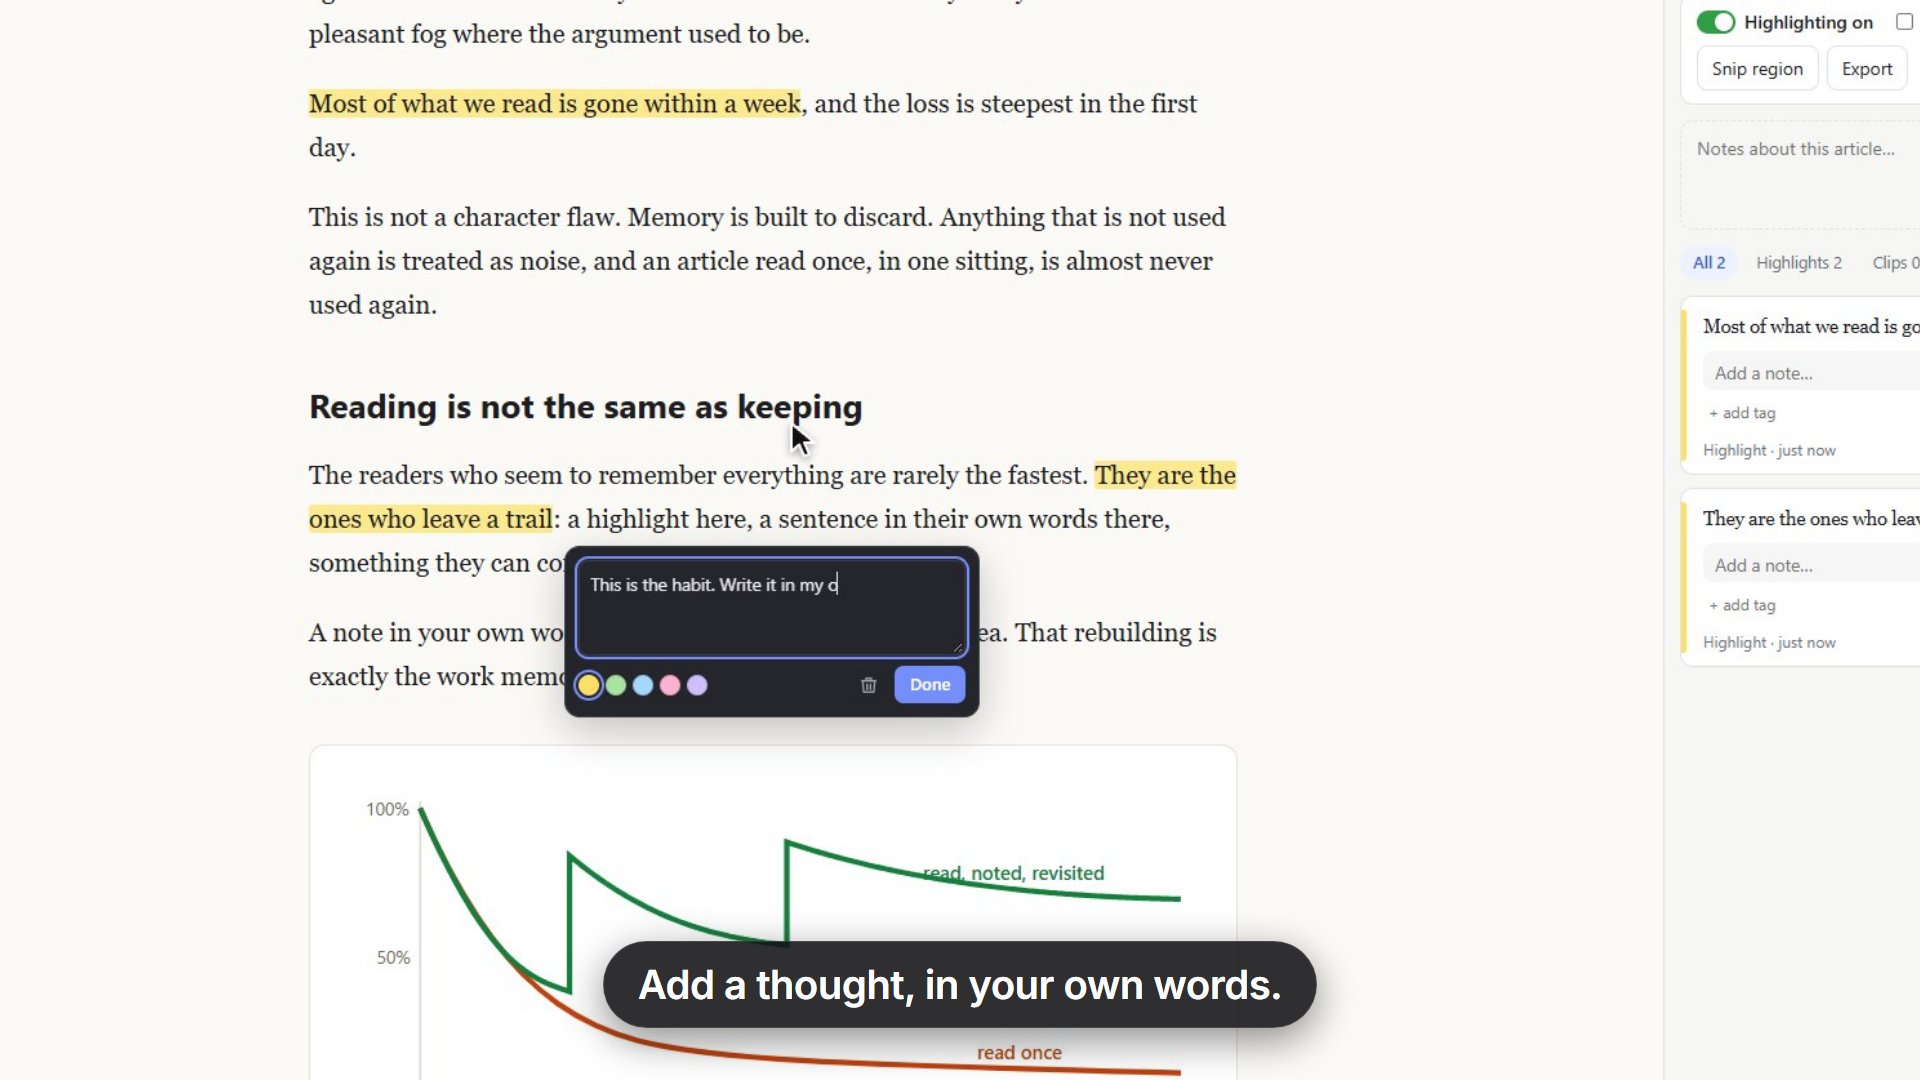 pleasant fog where the argument used to be.
Most of what we read is gone within a week, and the loss is steepest in the first
day.
This is not a character flaw. Memory is built to discard. Anything that is not used
again is treated as noise, and an article read once, in one sitting, is almost never
used again.
Reading is not the same as keeping
The readers who seem to remember everything are rarely the fastest. They are the
ones who leave a trail: a highlight here, a sentence in their own words there,
something they can
This is the habit. Write it in my o
A note in your own
That rebuilding is
exactly the work
Done
100%
read, noted, revisited
50%
Add a thought, in your own words.
read once
Highlighting on
Snip region
Export
Notes about this article...
All 2
Highlights 2
Clips 0
Most of what we read is
Add a note...
+ add tag
Highlight · just now
They are the ones who
Add a note...
+ add tag
Highlight · just now